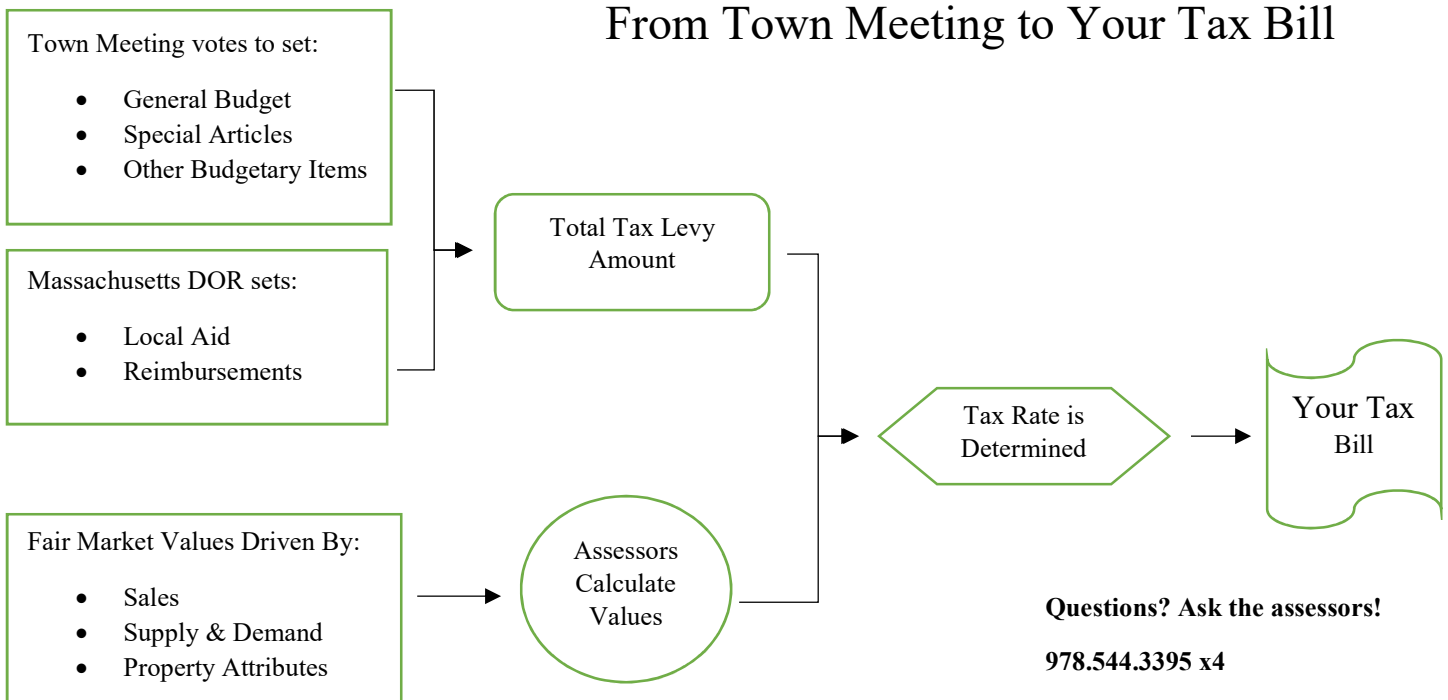 From Town Meeting to Your Tax Bill
Town Meeting votes to set:
• General Budget
• Special Articles
• Other Budgetary Items
Massachusetts DOR sets:
• Local Aid
• Reimbursements
Total Tax Levy
Amount
Fair Market Values Driven By:
• Sales
• Supply & Demand
• Property Attributes
Assessors
Calculate
Values
Tax Rate is
Determined
Your Tax
Bill
Questions? Ask the assessors!
978.544.3395 x4